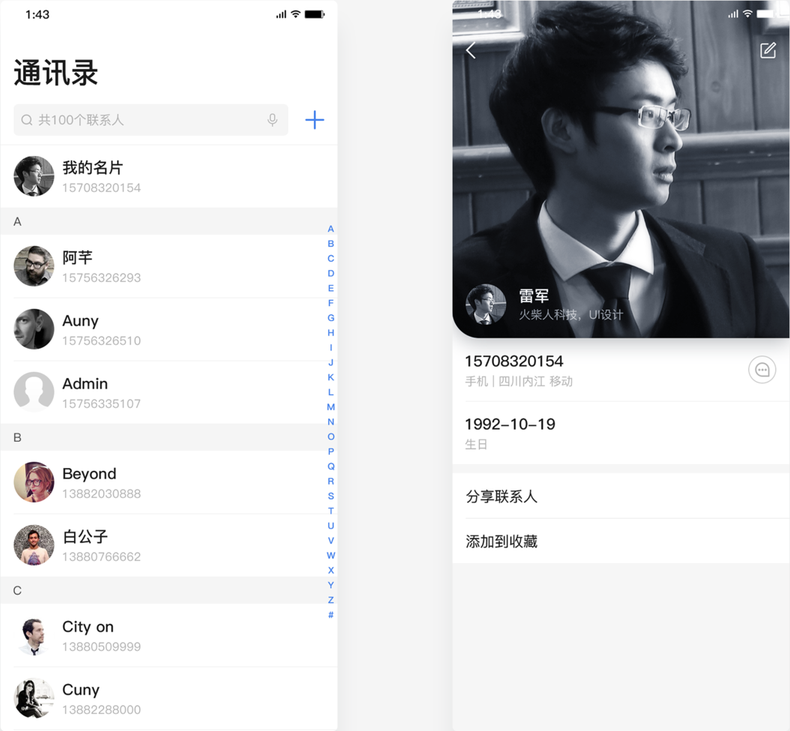 1:43
通讯录
共100个联系人
我的名片
15708320154
A
阿芊
15756326293
Auny
15756326510
Admin
15756335107
B
Beyond
13882030888
白公子
13880766662
C
City on
13880509999
Cuny
13882288000
A
B
C
D
E
F
G
H
I
J
K
L
M
N
O
P
Q
R
S
T
U
V
W
X
Y
Z
#
1:43
雷军
火柴人科技，UI设计
15708320154
手机 | 四川内江 移动
1992-10-19
生日
分享联系人
添加到收藏